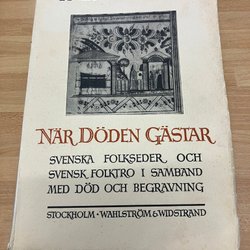 NÄR DÖDEN GÄSTAR
SVENSKA FOLKSEDER OCH
SVENSK FOLKTRO I SAMBAND
MED DÖD OCH BEGRAVNING
STOCKHOLM • WAHLSTRÖM & WIDSTRAND